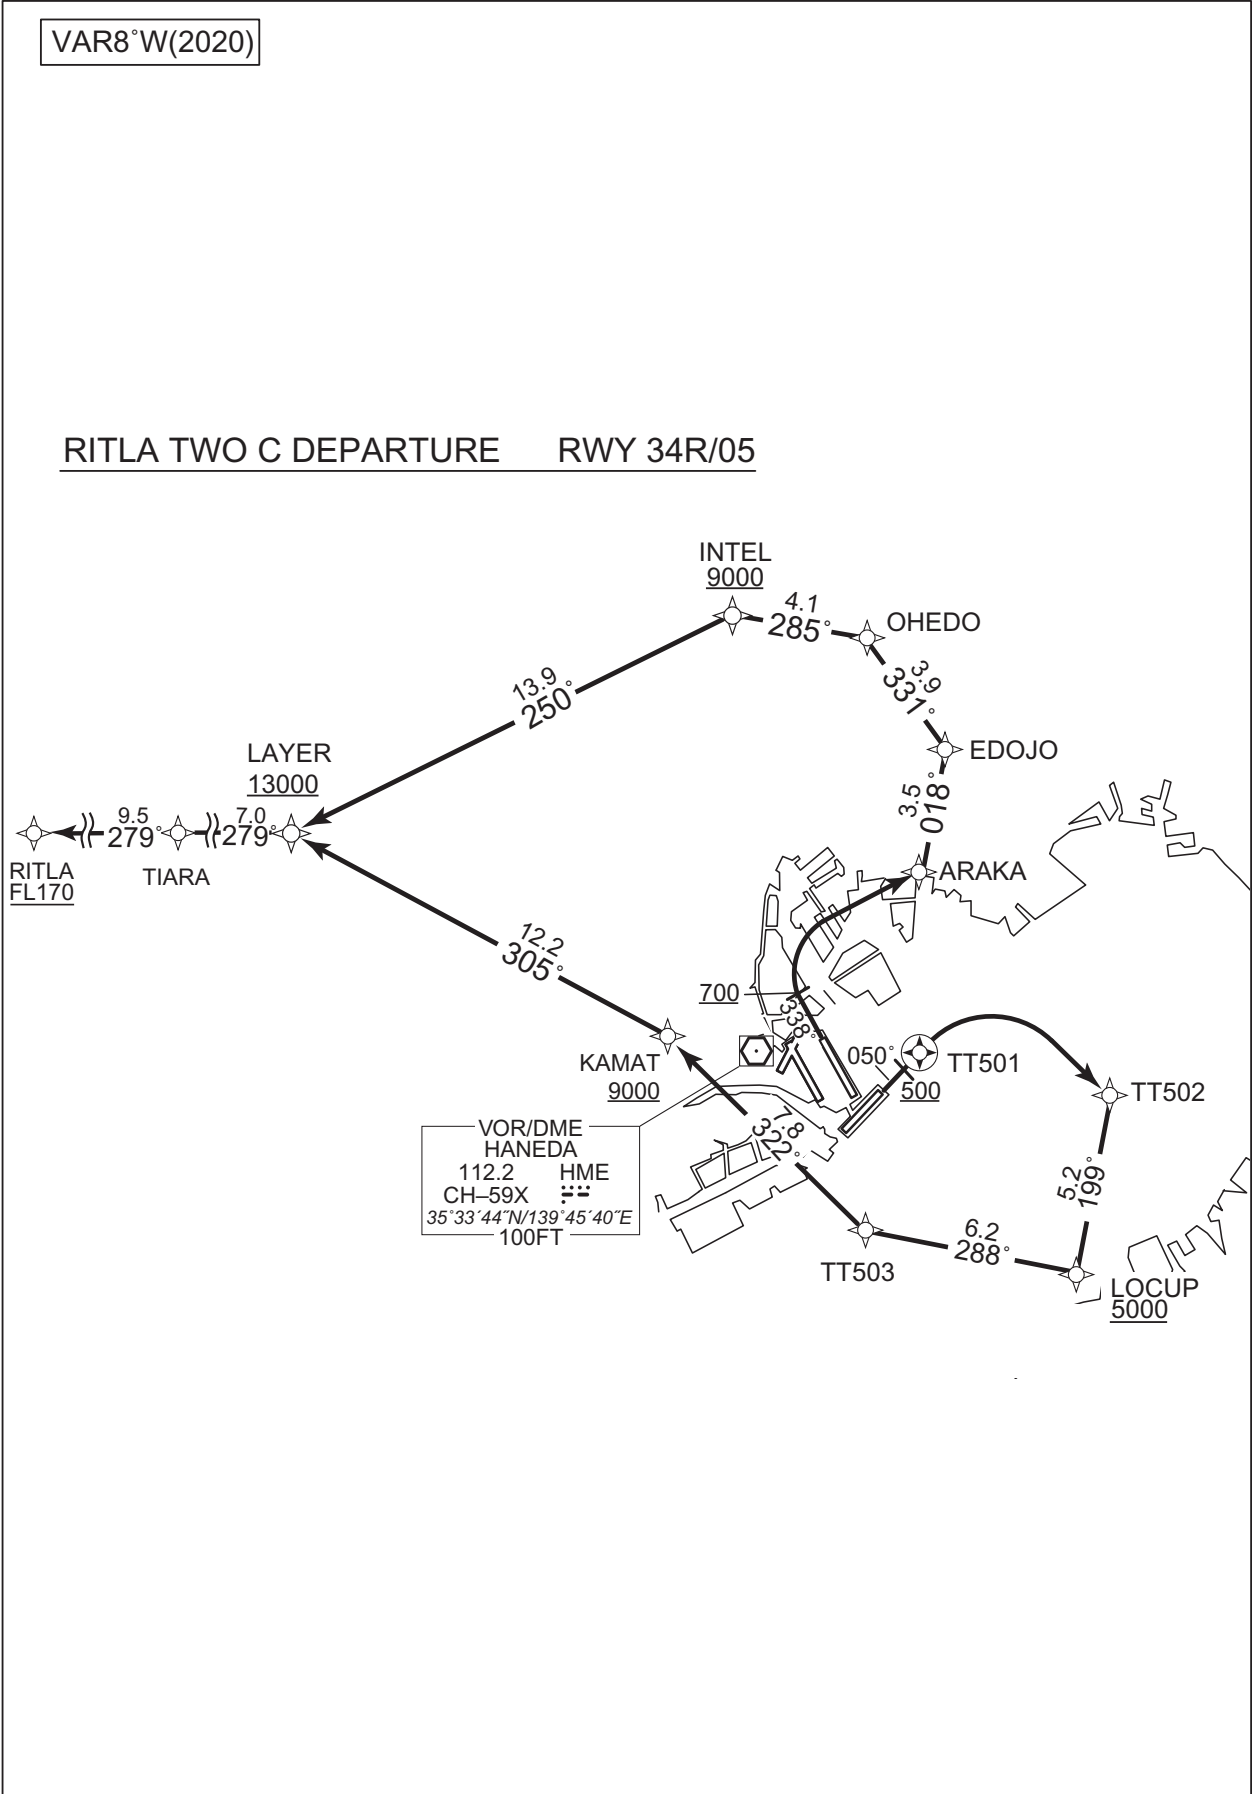 VAR8°W(2020)
RITLA TWO C DEPARTURE RWY 34R/05
INTEL
9000
4.1
285°
OHEDO
3.9
331°
13.9
250°
EDOJO
LAYER
13000
3.5
018°
9.5
279°
7.0
279°
RITLA
FL170
TIARA
ARAKA
12.2
305°
700
338°
KAMAT
9000
050°
500
TT501
TT502
7.8
322°
VOR/DME
HANEDA
112.2 HME
CH–59X
35°33´44˝N/139°45´40˝E
100FT
5.2
199°
6.2
288°
TT503
LOCUP
5000